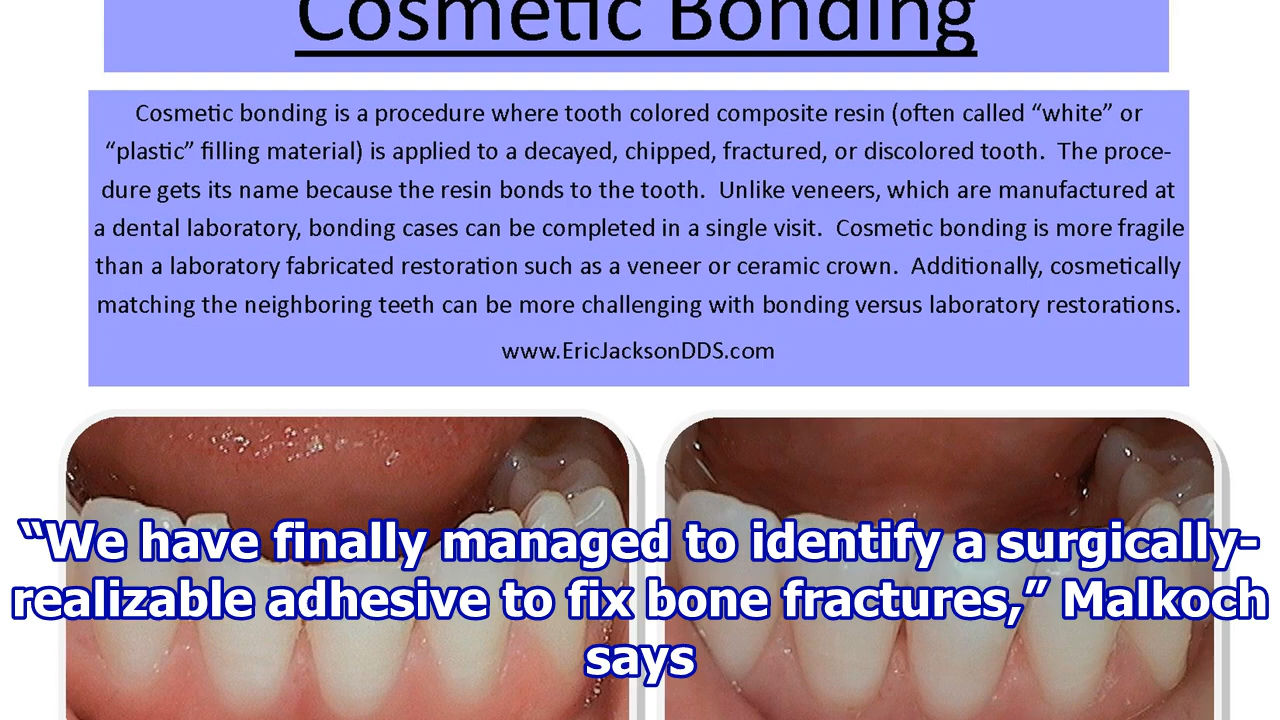 Cosmetic Bonding
Cosmetic bonding is a procedure where tooth colored composite resin (often called “white” or
“plastic” filling material) is applied to a decayed, chipped, fractured, or discolored tooth.  The proce-
dure gets its name because the resin bonds to the tooth.  Unlike veneers, which are manufactured at
a dental laboratory, bonding cases can be completed in a single visit.  Cosmetic bonding is more fragile
than a laboratory fabricated restoration such as a veneer or ceramic crown.  Additionally, cosmetically
matching the neighboring teeth can be more challenging with bonding versus laboratory restorations.
www.EricJacksonDDS.com
“We have finally managed to identify a surgically-
realizable adhesive to fix bone fractures,” Malkoch
says